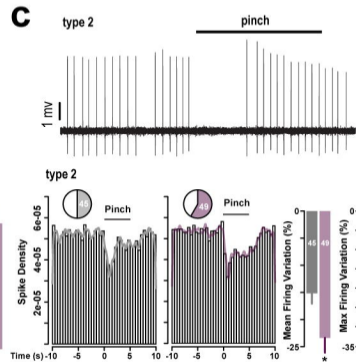 C
type 2
pinch
1 mv
type 2
45
49
Pinch
Pinch
Spike Density
6e-05
4e-05
2e-05
Time (s)
-10 -5 0 5 10
-10 -5 0 5 10
Mean Firing Variation (%)
0
45
49
-25
Max Firing Variation (%)
0
-35
*